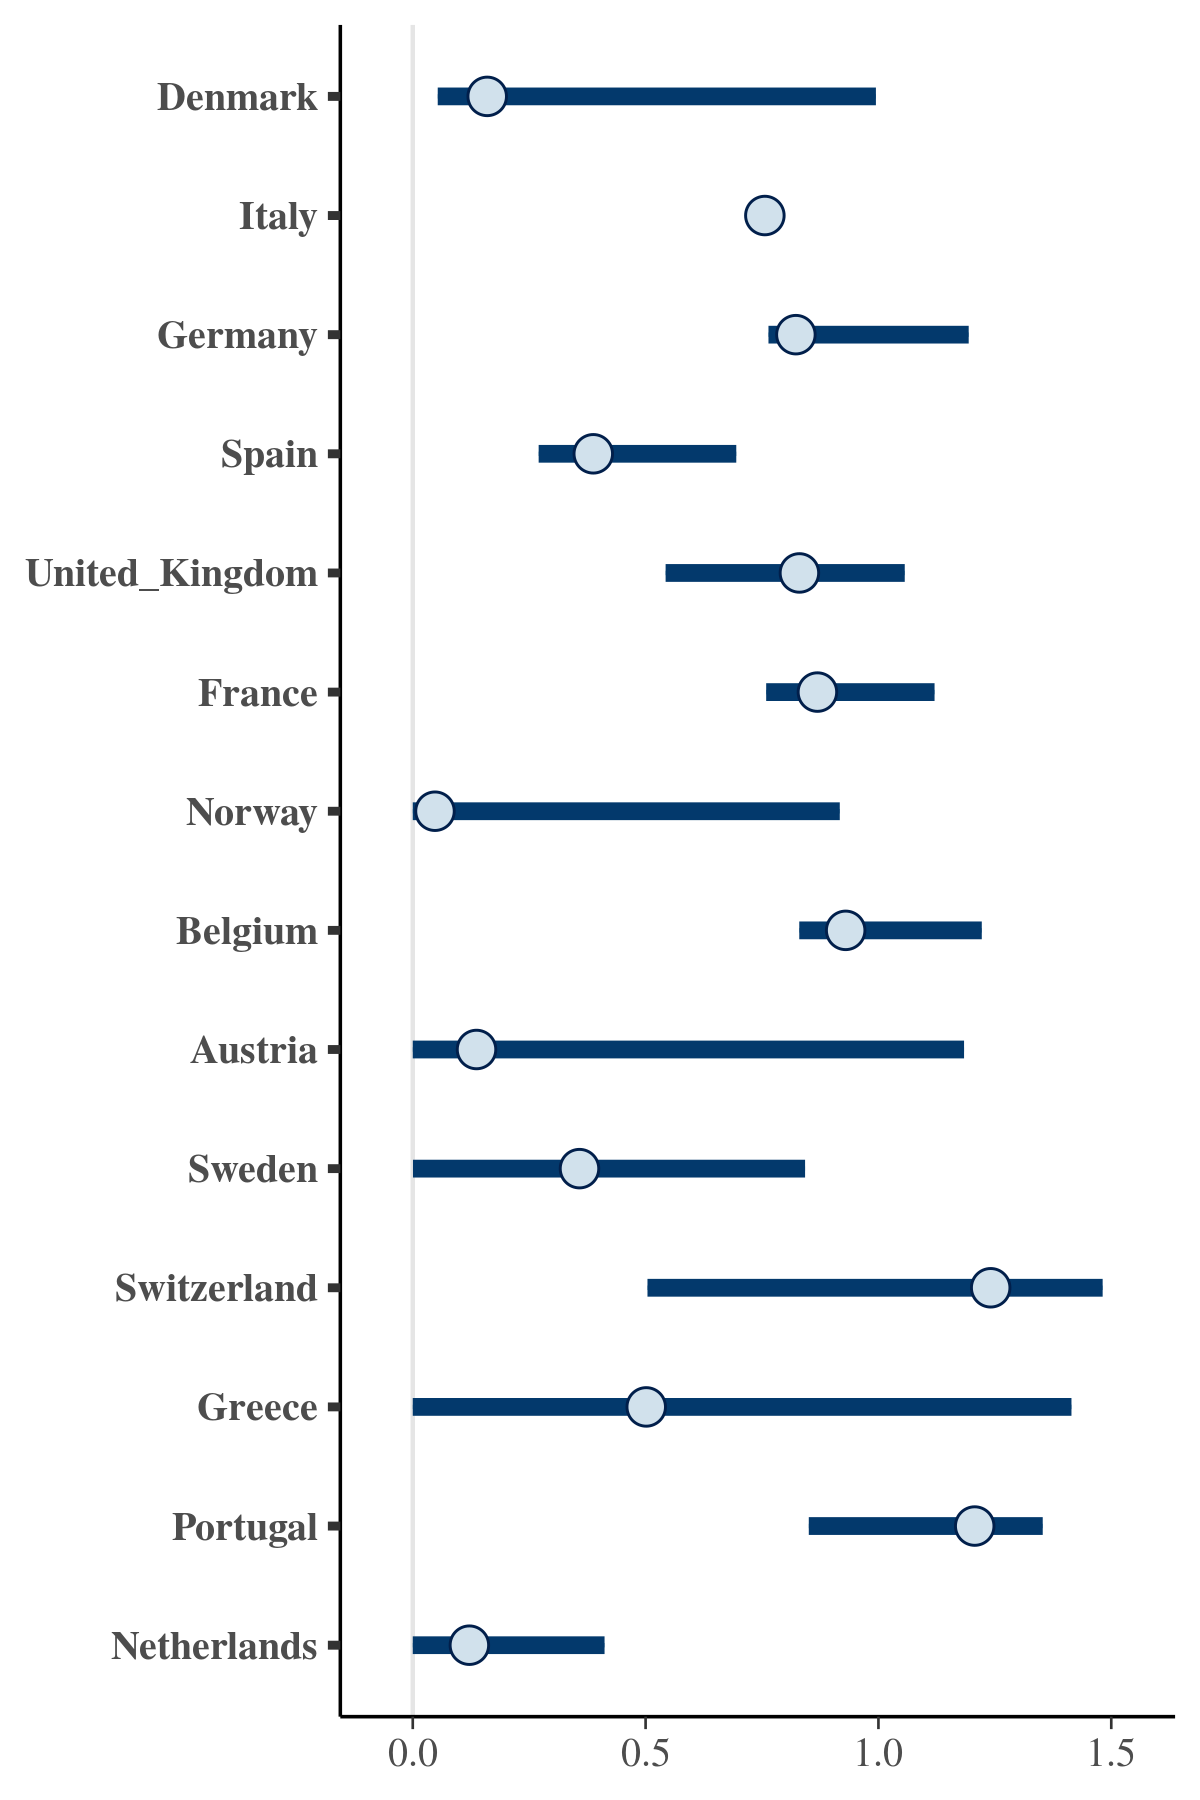 Denmark
Italy
Germany
Spain
United_Kingdom
France
Norway
Belgium
Austria
Sweden
Switzerland
Greece
Portugal
Netherlands
0.0 0.5 1.0 1.5